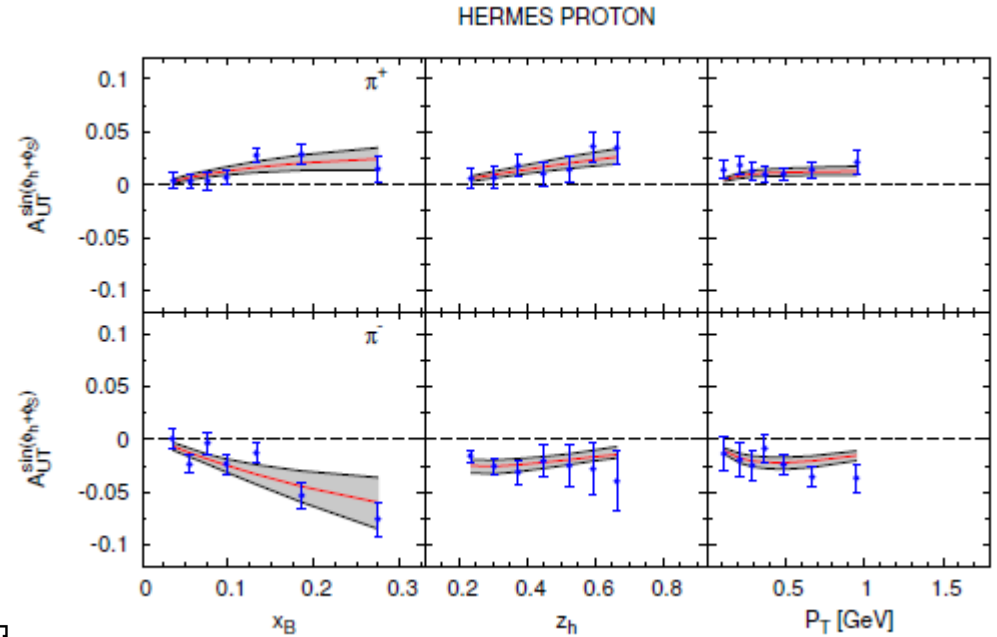 HERMES PROTON
π+
A_UT^sin(ϕh+ϕS)
0.1
0.05
0
-0.05
-0.1
π-
A_UT^sin(ϕh+ϕS)
0.1
0.05
0
-0.05
-0.1
0 0.1 0.2 0.3 0.2 0.4 0.6 0.8 0.5 1 1.5
xB zh PT [GeV]